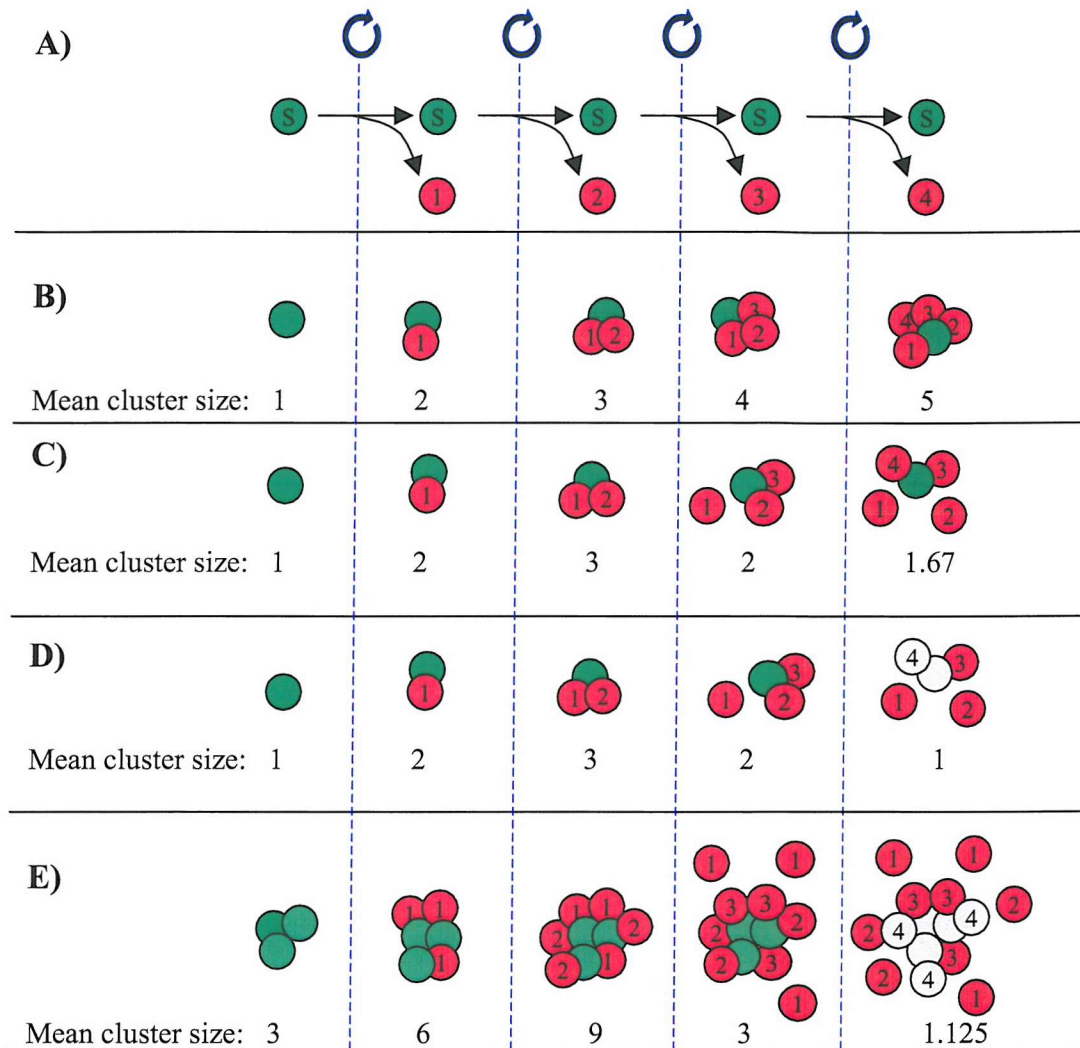 A)
S S S S S
1 2 3 4
B)
3 4 3 2
1 1 2 1 2 1
Mean cluster size: 1 2 3 4 5
C)
4 3
3
1 1 2 1 2 1 2
Mean cluster size: 1 2 3 2 1.67
D)
4 3
3
1 1 2 1 2 1 2
Mean cluster size: 1 2 3 2 1
E)
1 1 1 1
1 1 1 1 3 3 3 3 2
2 2 2 2 2 4 4
1 2 1 2 3 2 4 3
1 1
Mean cluster size: 3 6 9 3 1.125